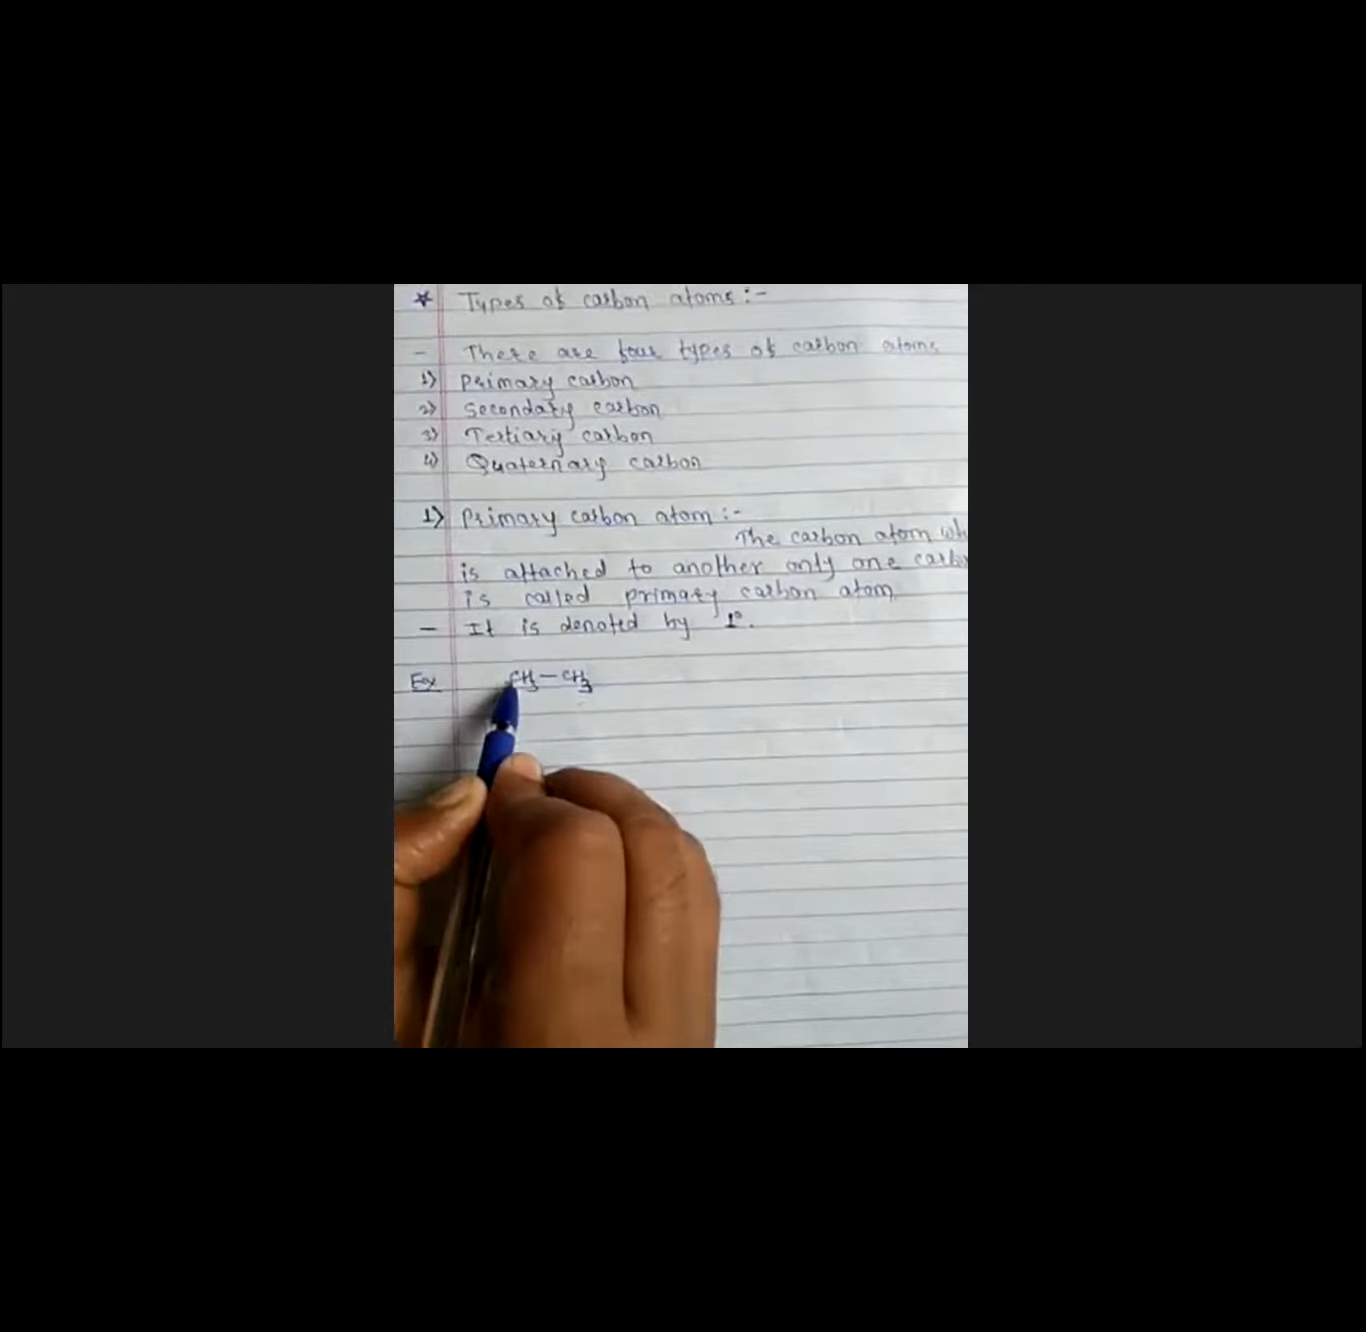 * Types of carbon atoms :-
- There are four types of carbon atoms
1) Primary carbon
2) Secondary carbon
3) Tertiary carbon
4) Quaternary carbon
1) Primary carbon atom :-
The carbon atom wh
is attached to another only one carbo
is called primary carbon atom
- It is denoted by 1°.
Ex CH3 - CH3